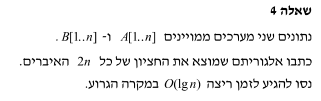 שאלה 4
נתונים שני מערכים ממויינים A[1..n] ו- B[1..n] .
כתבו אלגוריתם שמוצא את החציון של כל 2n האיברים.
נסו להגיע לזמן ריצה O(lg n) במקרה הגרוע.